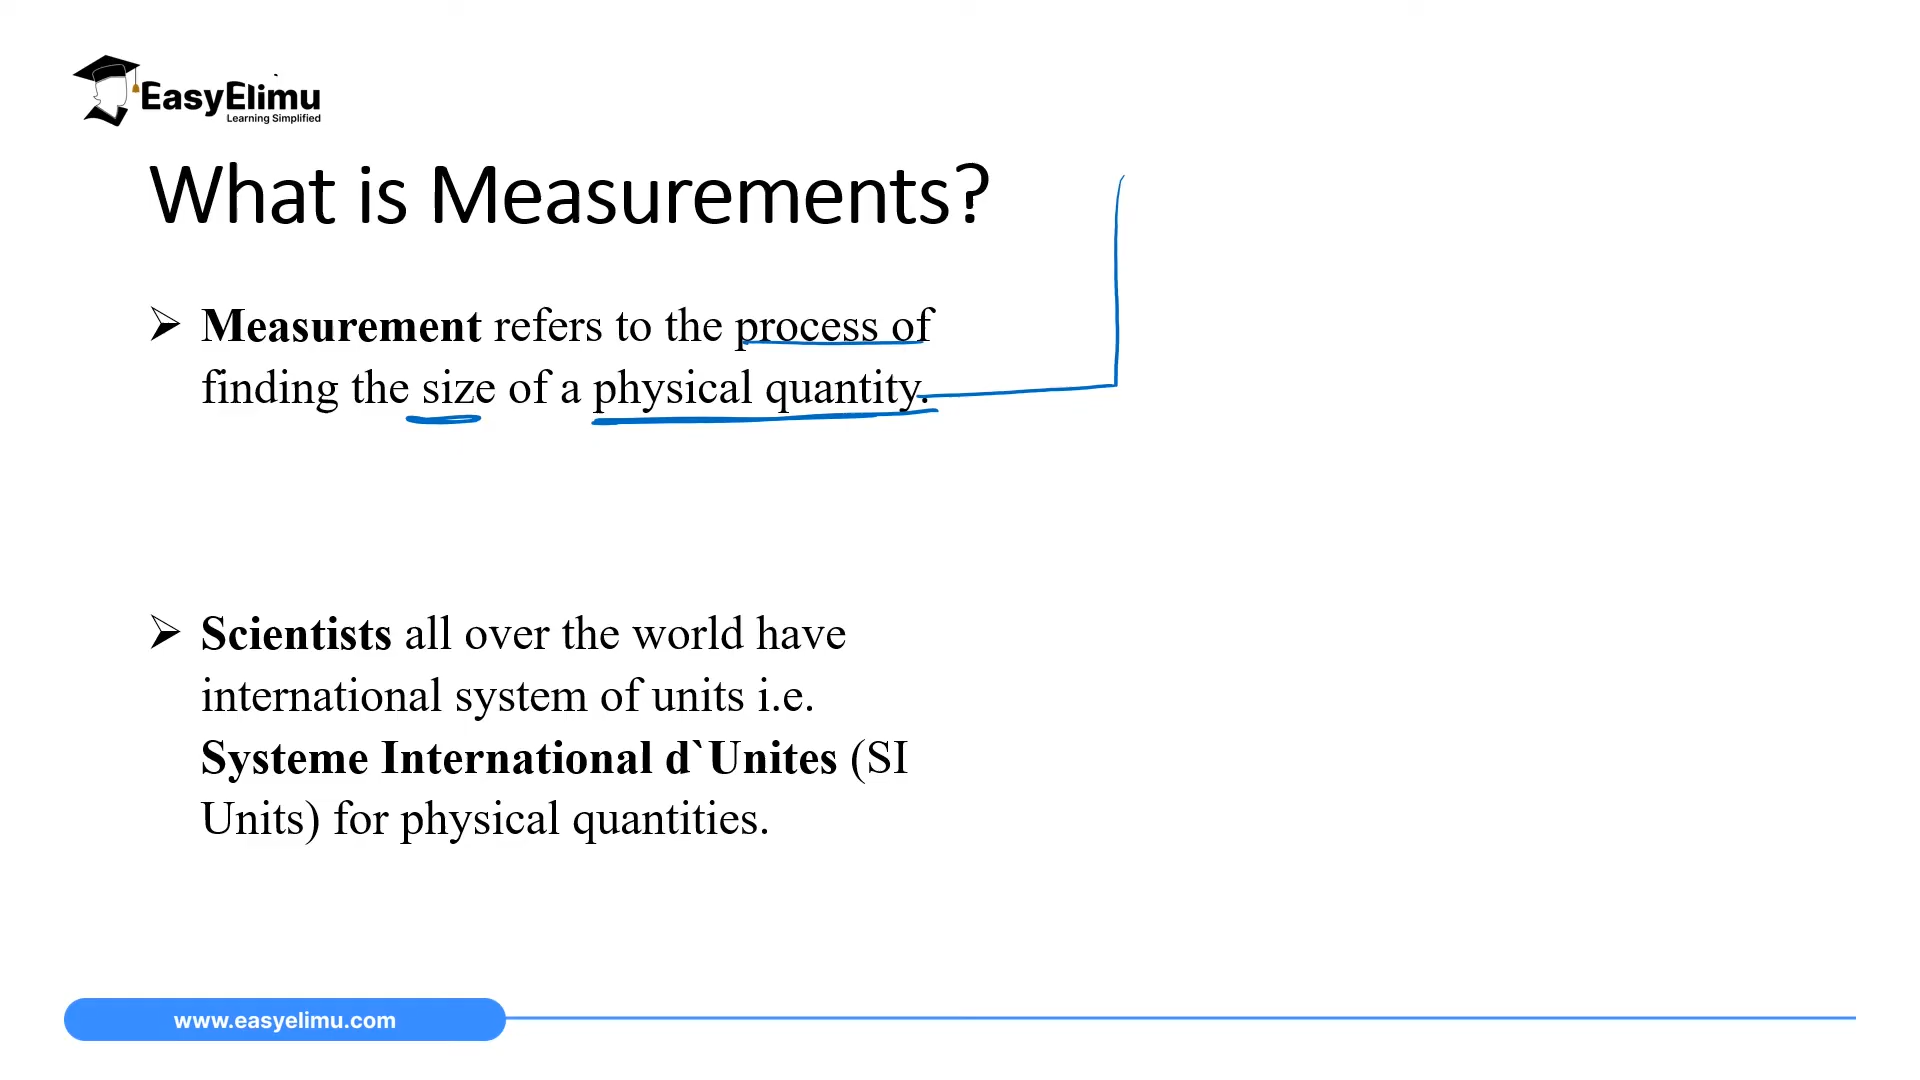 EasyElimu
Learning Simplified
What is Measurements?
➢ Measurement refers to the process of
finding the size of a physical quantity.
➢ Scientists all over the world have
international system of units i.e.
Systeme International d`Unites (SI
Units) for physical quantities.
www.easyelimu.com